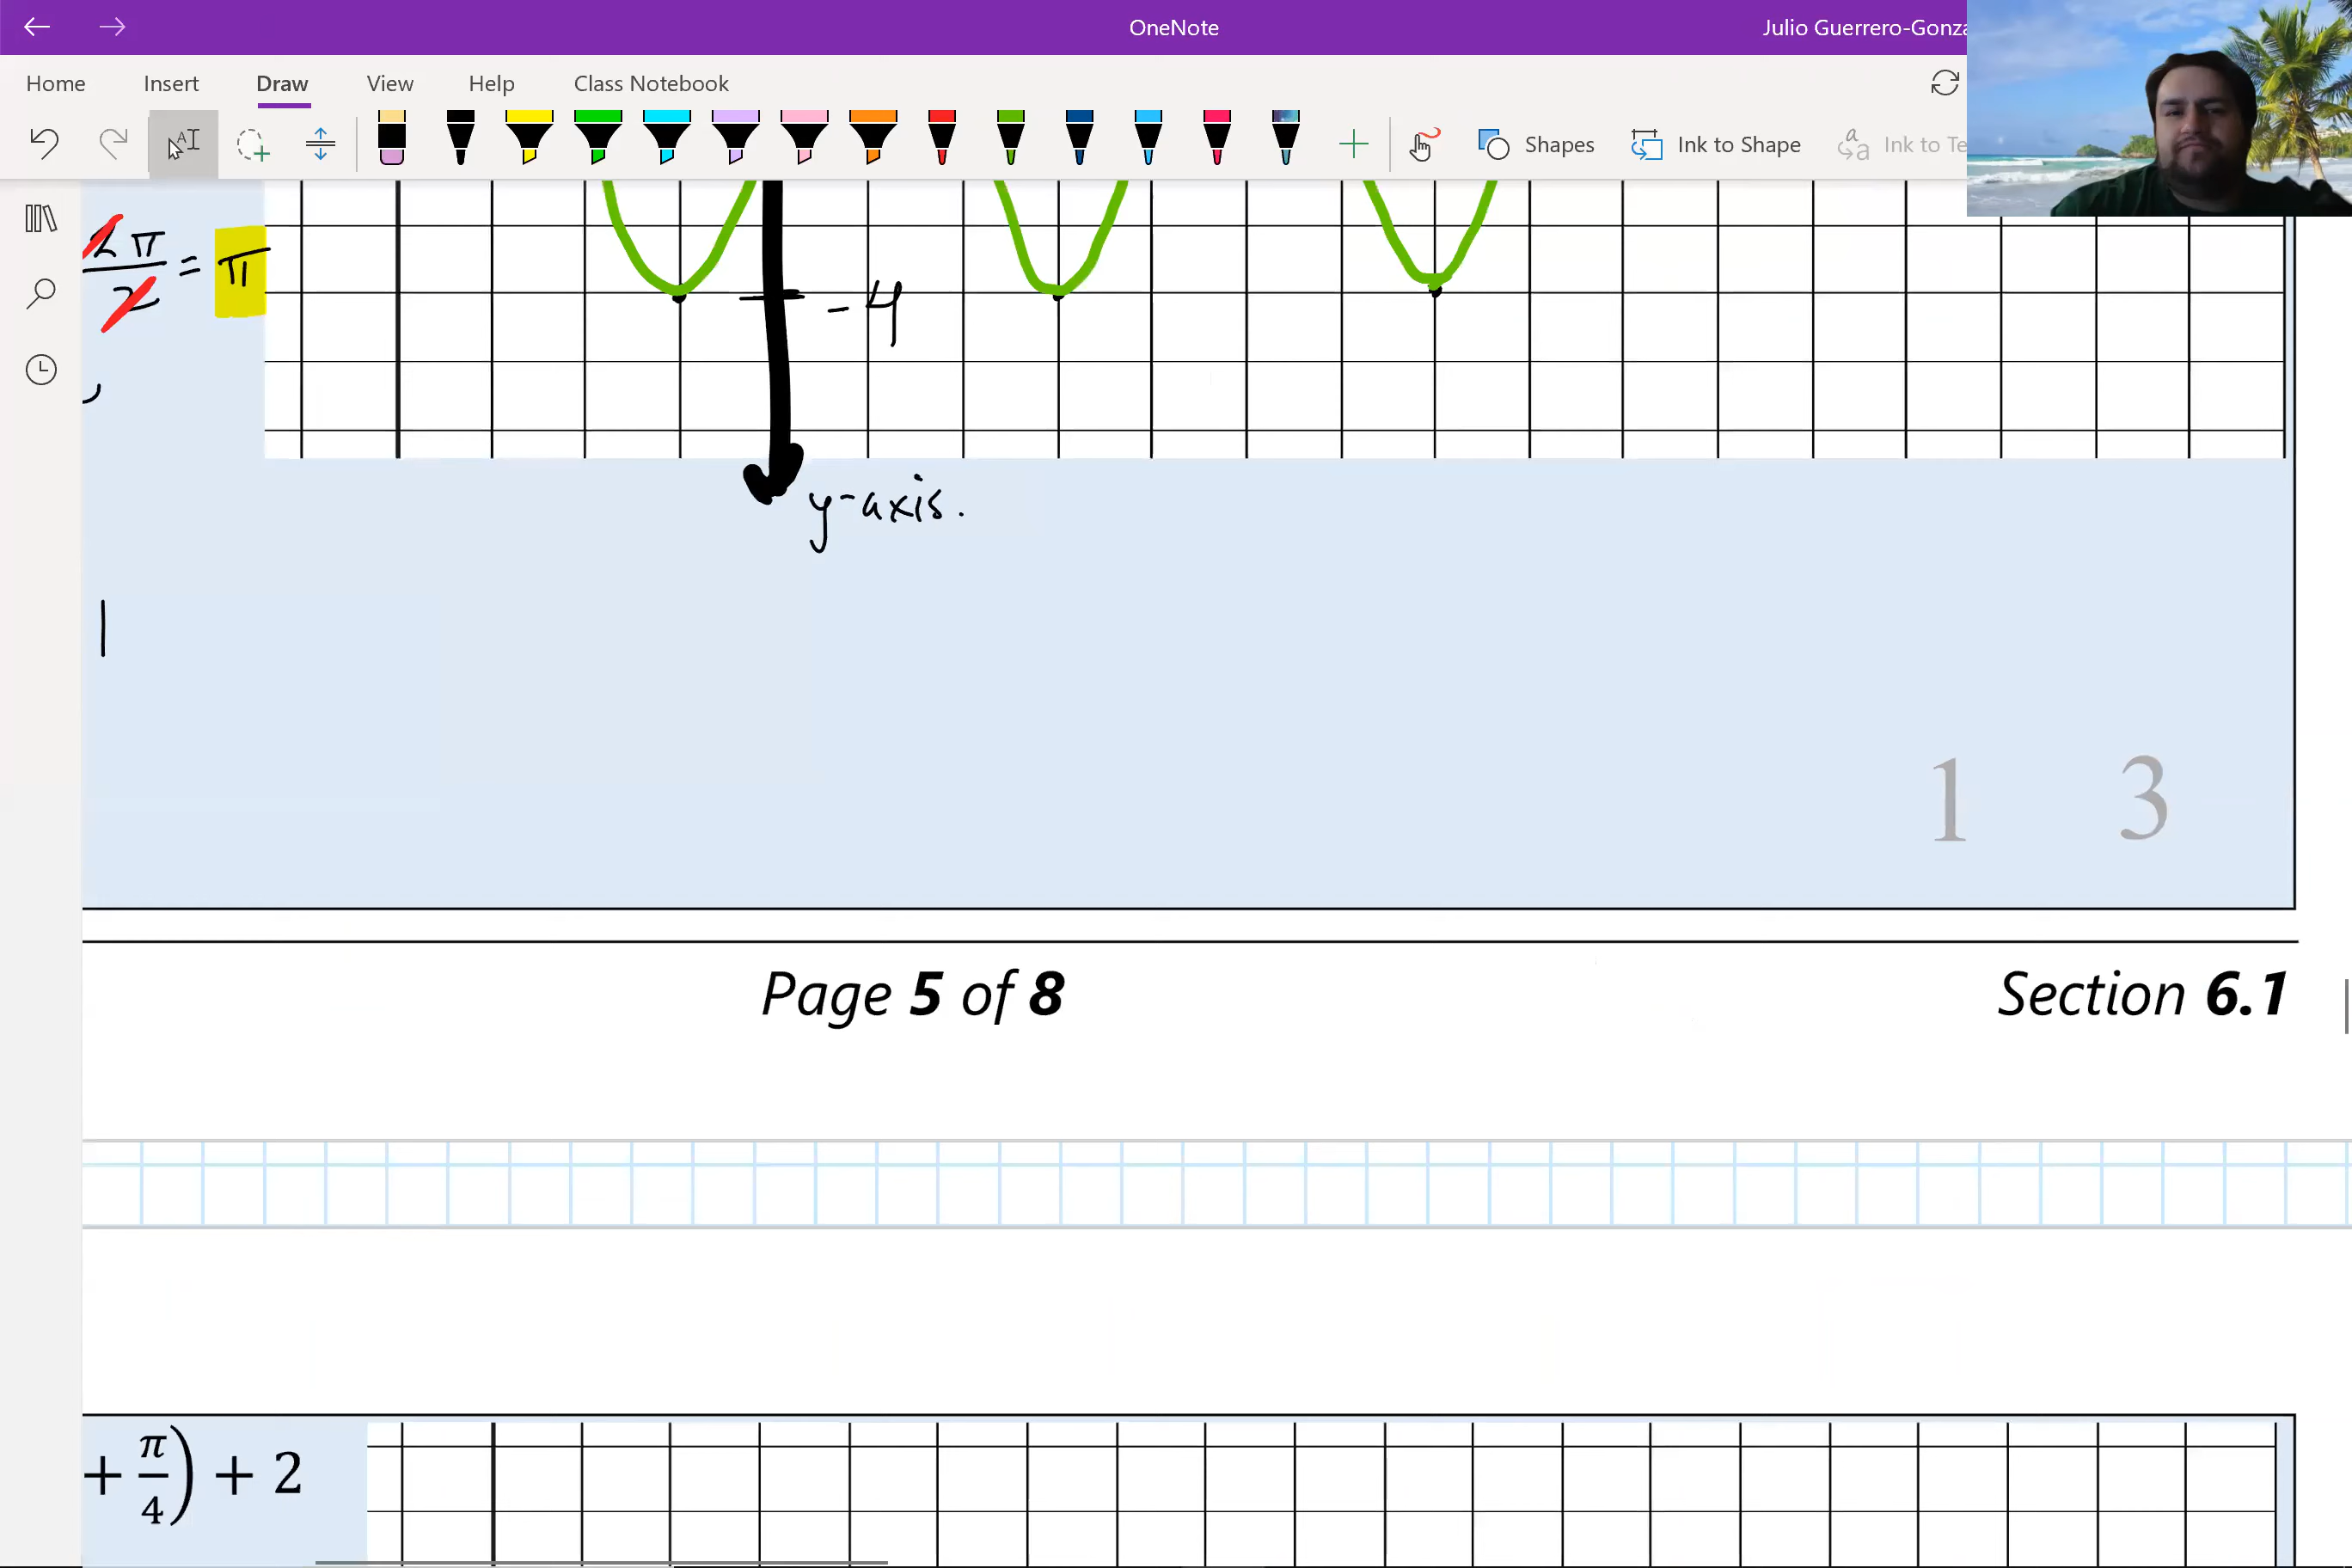 OneNote
Julio Guerrero-Gonza
Home Insert Draw View Help Class Notebook
Shapes Ink to Shape Ink to Te
2π/2 = π
-4
y-axis.
1 3
Page 5 of 8
Section 6.1
+ π/4) + 2